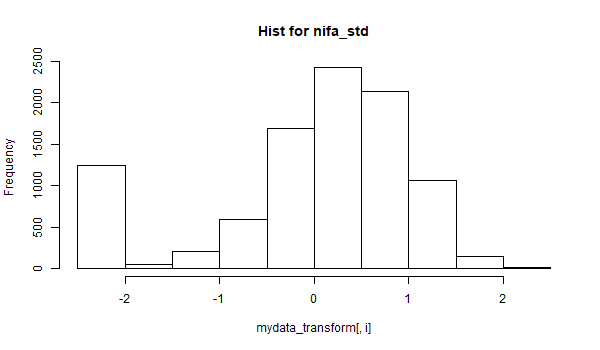 Hist for nifa_std
Frequency
2500
2000
1500
1000
500
0
-2 -1 0 1 2
mydata_transform[, i]